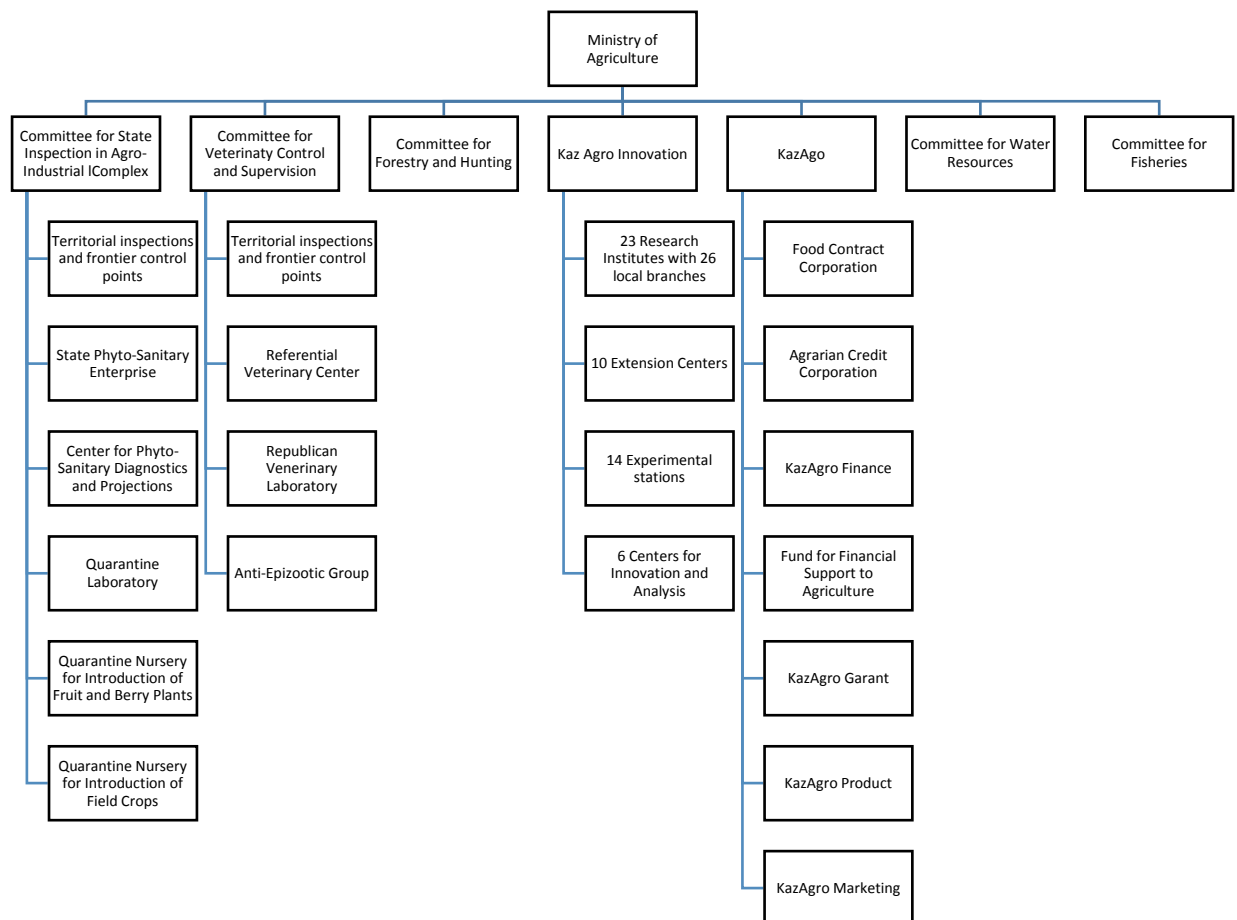 Ministry of
Agriculture
Committee for State
Inspection in Agro-
Industrial lComplex
Committee for
Veterinaty Control
and Supervision
Committee for
Forestry and Hunting
Kaz Agro Innovation
KazAgo
Committee for Water
Resources
Committee for
Fisheries
Territorial inspections
and frontier control
points
State Phyto-Sanitary
Enterprise
Center for Phyto-
Sanitary Diagnostics
and Projections
Quarantine
Laboratory
Quarantine Nursery
for Introduction of
Fruit and Berry Plants
Quarantine Nursery
for Introduction of
Field Crops
Territorial inspections
and frontier control
points
Referential
Veterinary Center
Republican
Venerinary
Laboratory
Anti-Epizootic Group
23 Research
Institutes with 26
local branches
10 Extension Centers
14 Experimental
stations
6 Centers for
Innovation and
Analysis
Food Contract
Corporation
Agrarian Credit
Corporation
KazAgro Finance
Fund for Financial
Support to
Agriculture
KazAgro Garant
KazAgro Product
KazAgro Marketing